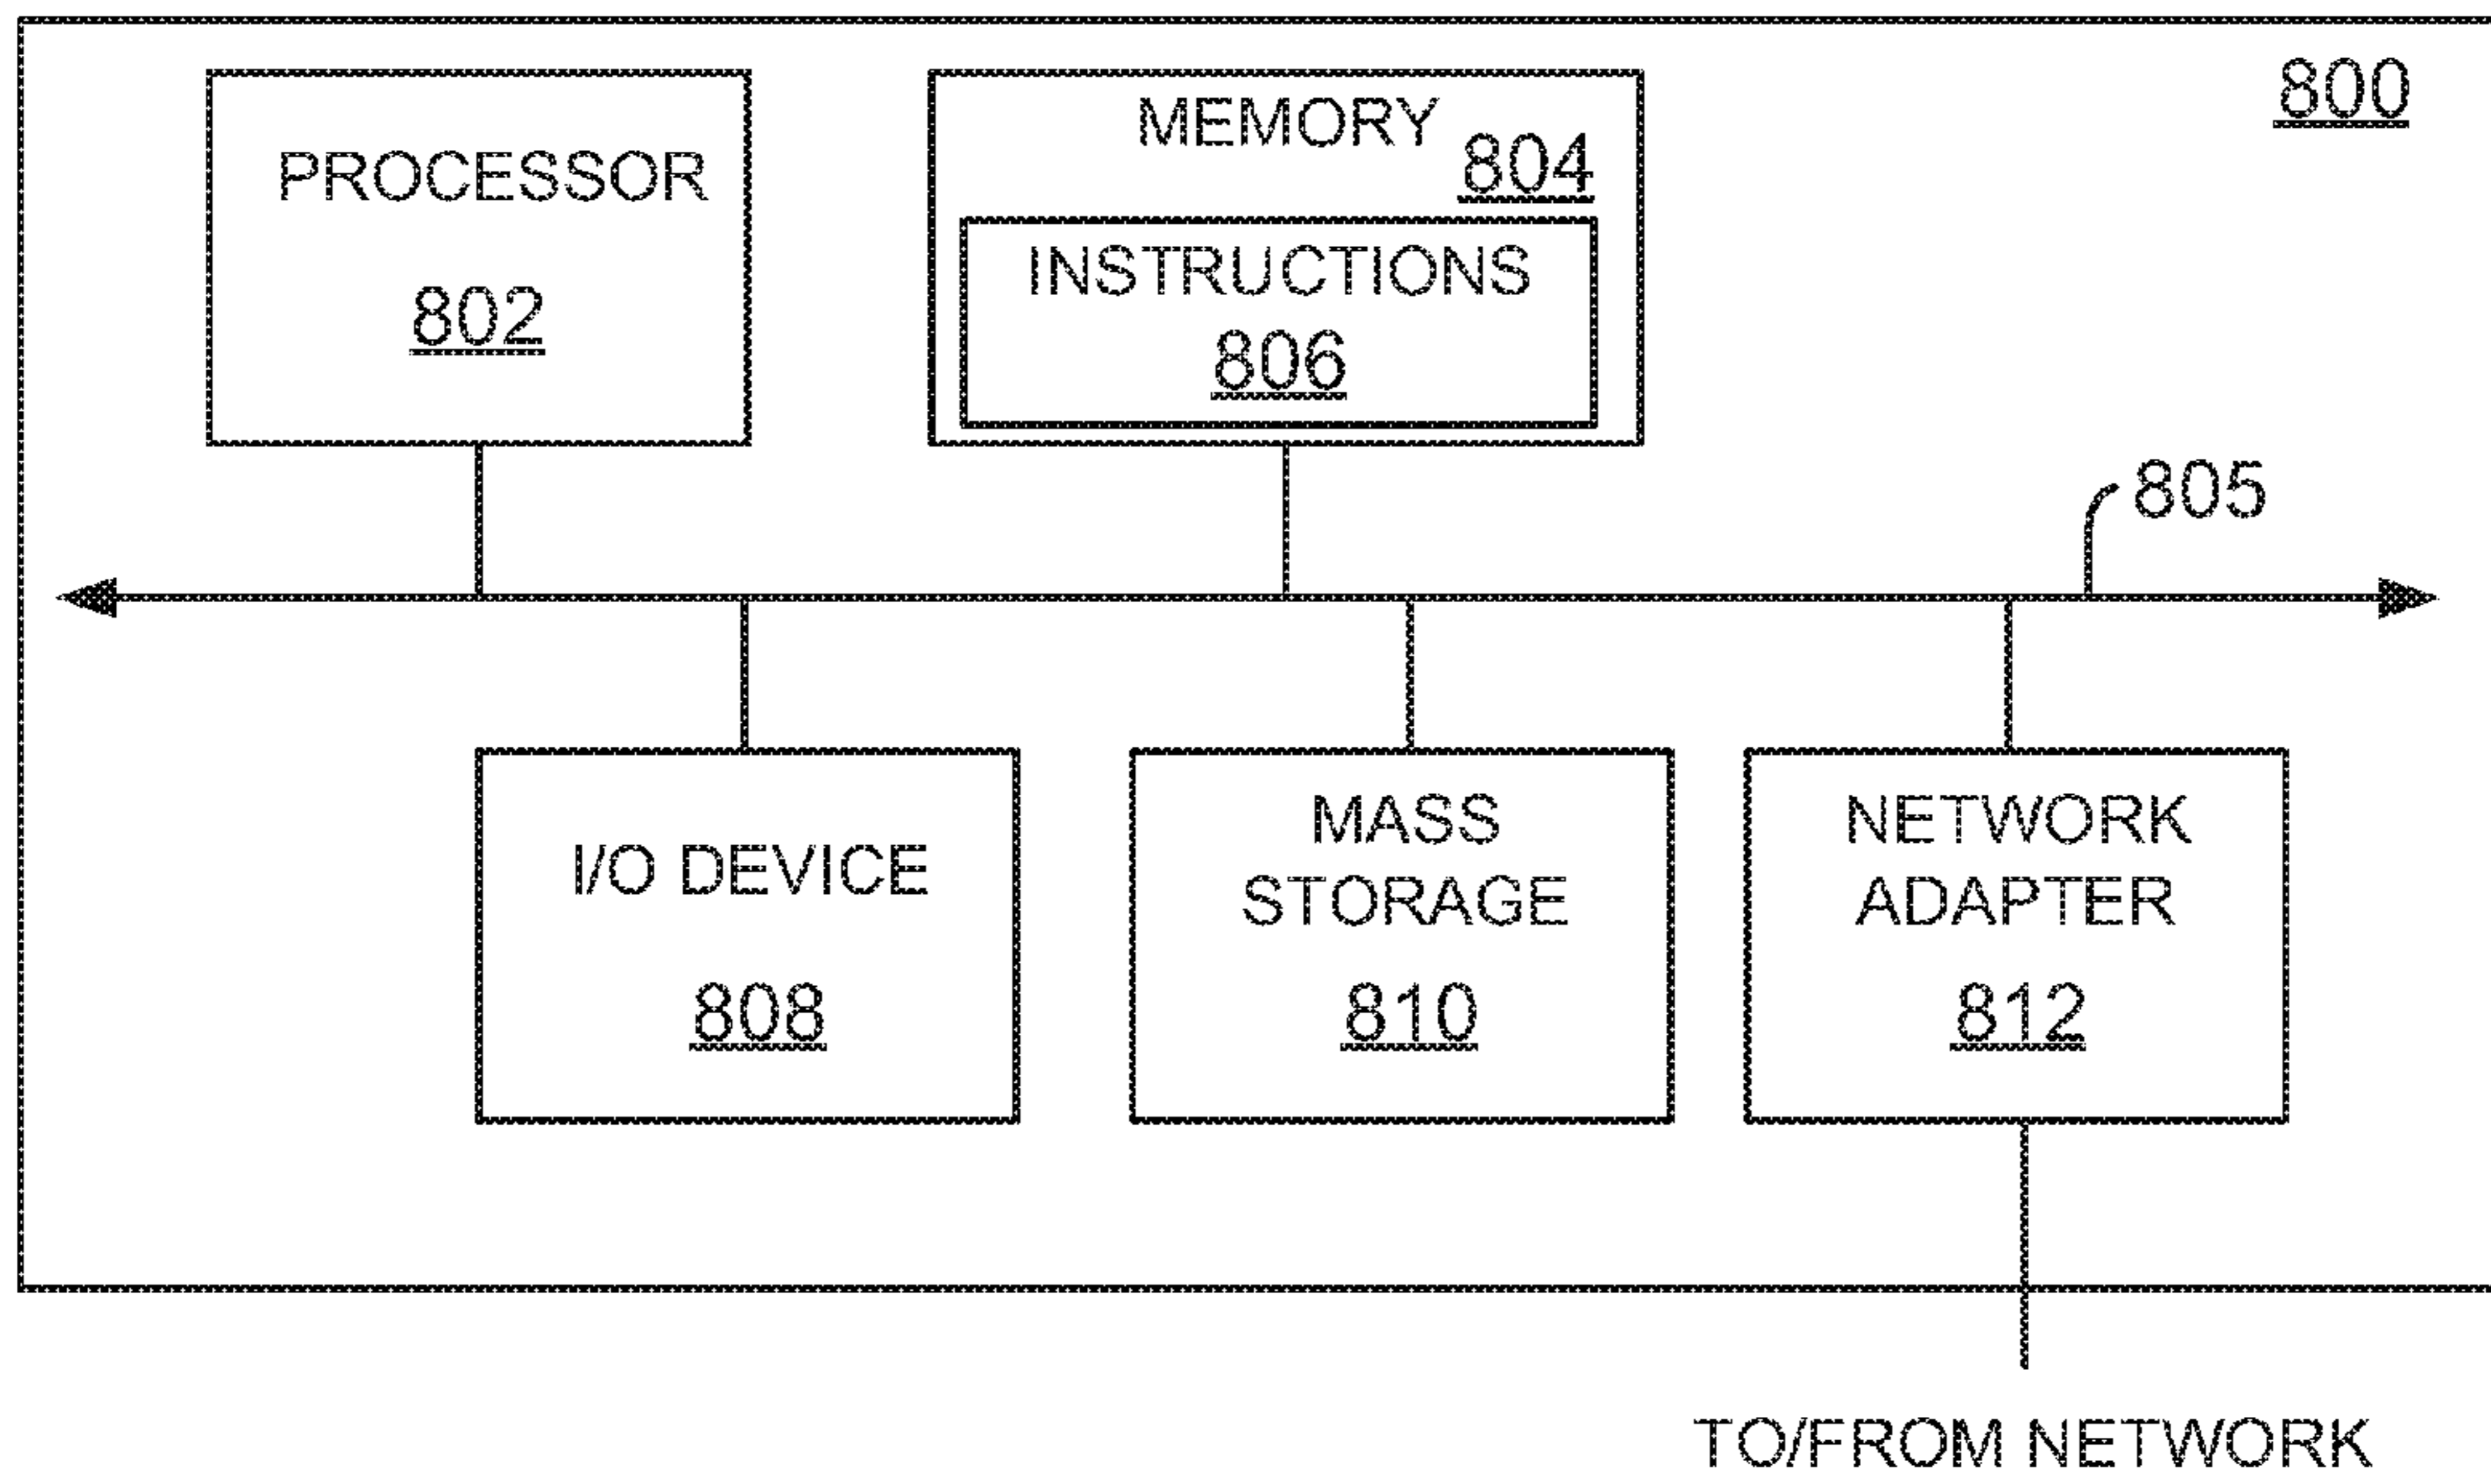 800
PROCESSOR
802
MEMORY
804
INSTRUCTIONS
806
805
I/O DEVICE
808
MASS
STORAGE
810
NETWORK
ADAPTER
812
TO/FROM NETWORK